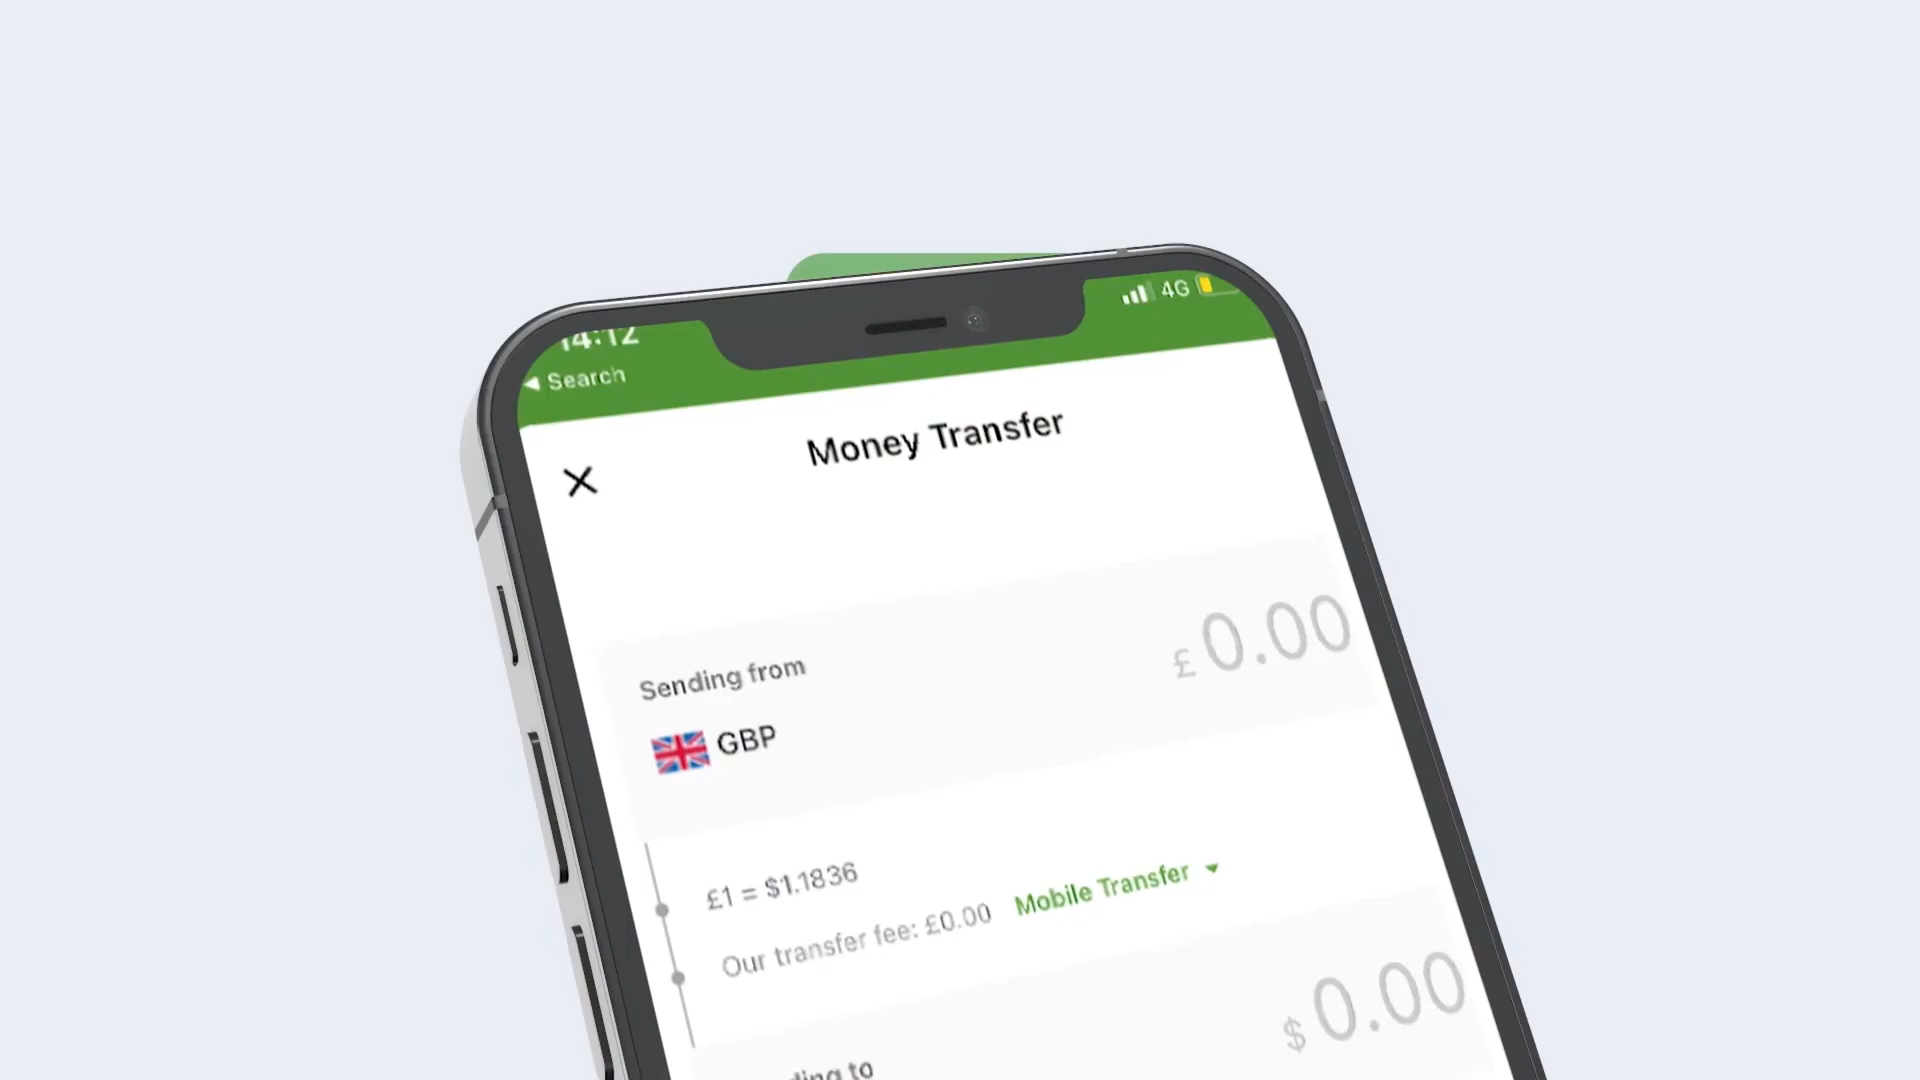 14:12
4G
Search
Money Transfer
Sending from
£0.00
GBP
£1 = $1.1836
Our transfer fee: £0.00 Mobile Transfer
$0.00
to